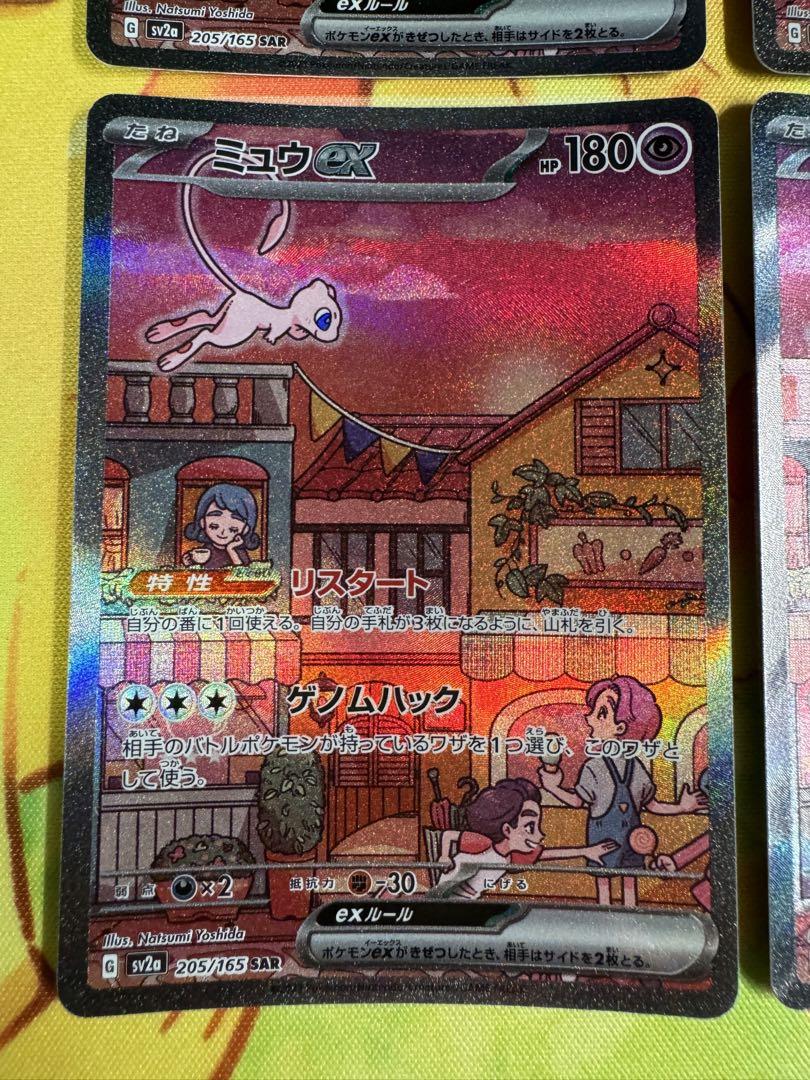 Illus. Natsumi Yoshida
G sv2a 205/165 SAR
exルール
ポケモンexがきぜつしたとき、相手はサイドを2枚とる。
たね
ミュウex
HP 180
特性 リスタート
自分の番に1回使える。自分の手札が3枚になるように、山札を引く。
ゲノムハック
相手のバトルポケモンが持っているワザを1つ選び、このワザと
して使う。
弱点 ×2 抵抗力 -30 にげる
exルール
ポケモンexがきぜつしたとき、相手はサイドを2枚とる。
Illus. Natsumi Yoshida
G sv2a 205/165 SAR